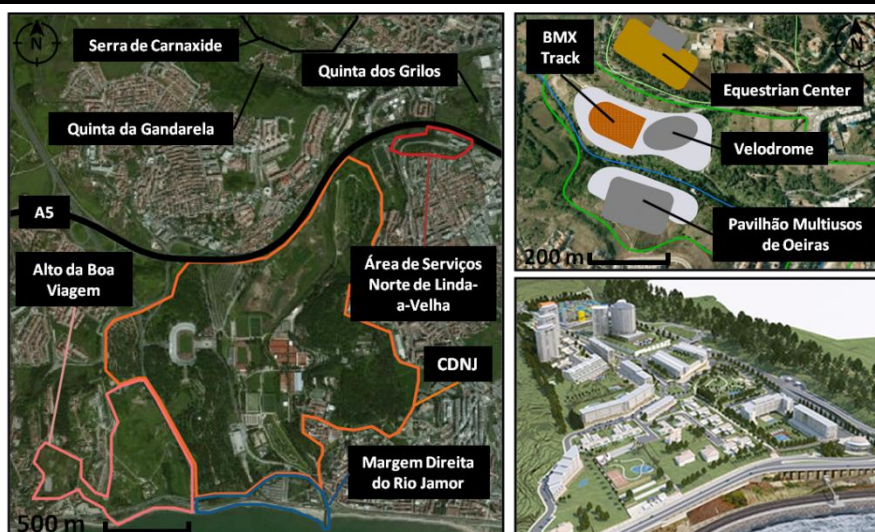 N
Serra de Carnaxide
Quinta dos Grilos
Quinta da Gandarela
A5
Alto da Boa
Viagem
Área de Serviços
Norte de Linda-
a-Velha
CDNJ
Margem Direita
do Rio Jamor
500 m
BMX
Track
N
Equestrian Center
Velodrome
Pavilhão Multiusos
de Oeiras
200 m